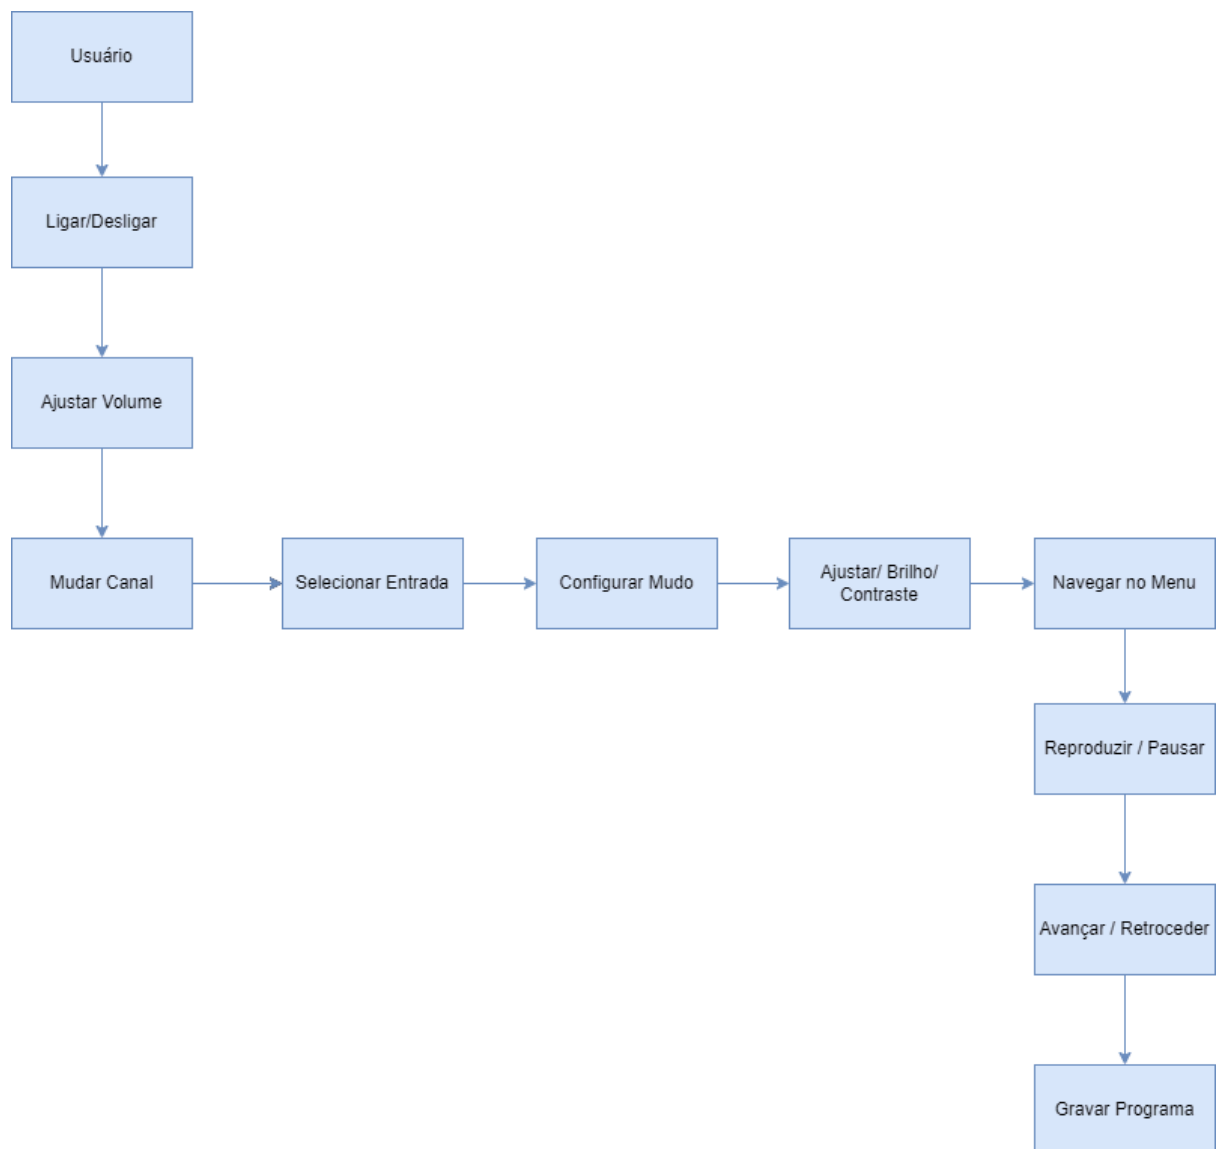 Usuário
Ligar/Desligar
Ajustar Volume
Mudar Canal
Selecionar Entrada
Configurar Mudo
Ajustar/ Brilho/
Contraste
Navegar no Menu
Reproduzir / Pausar
Avançar / Retroceder
Gravar Programa